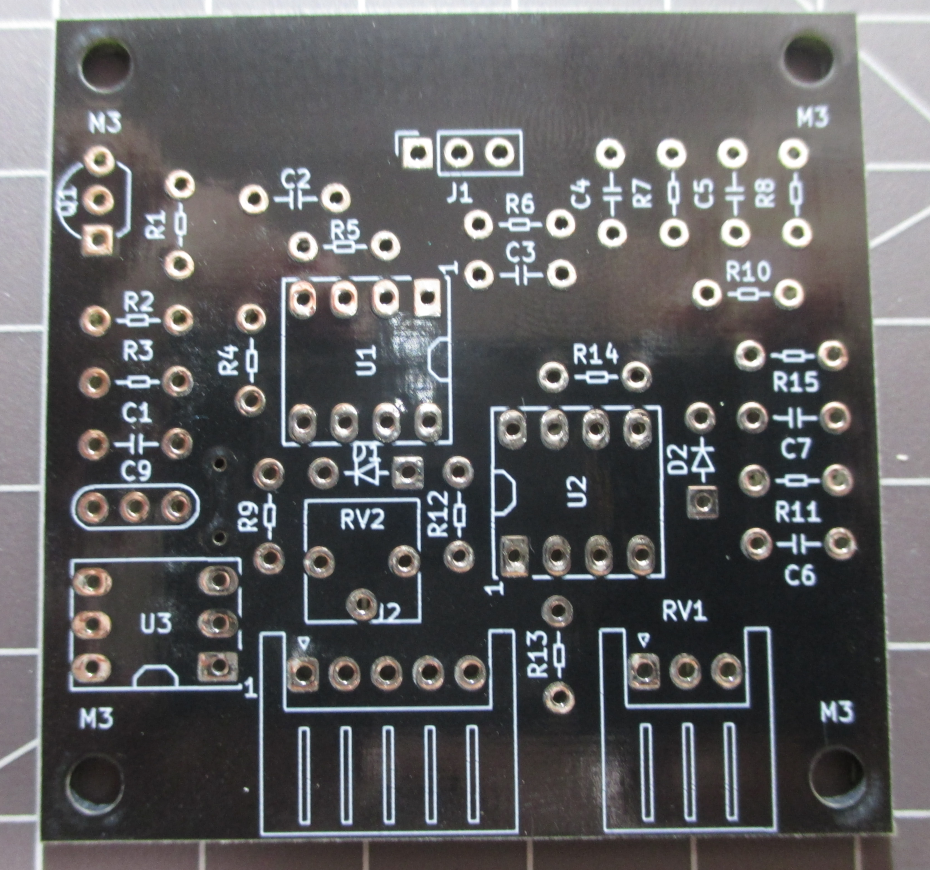 M3
M3
Q1
R1
C2
J1
C4
R7
C5
R8
R5
R6
C3
1
R10
R2
R3
R4
U1
R14
R15
C1
C7
C9
D1
D2
R9
RV2
R12
U2
R11
C6
1
U3
J2
R13
RV1
1
M3
M3